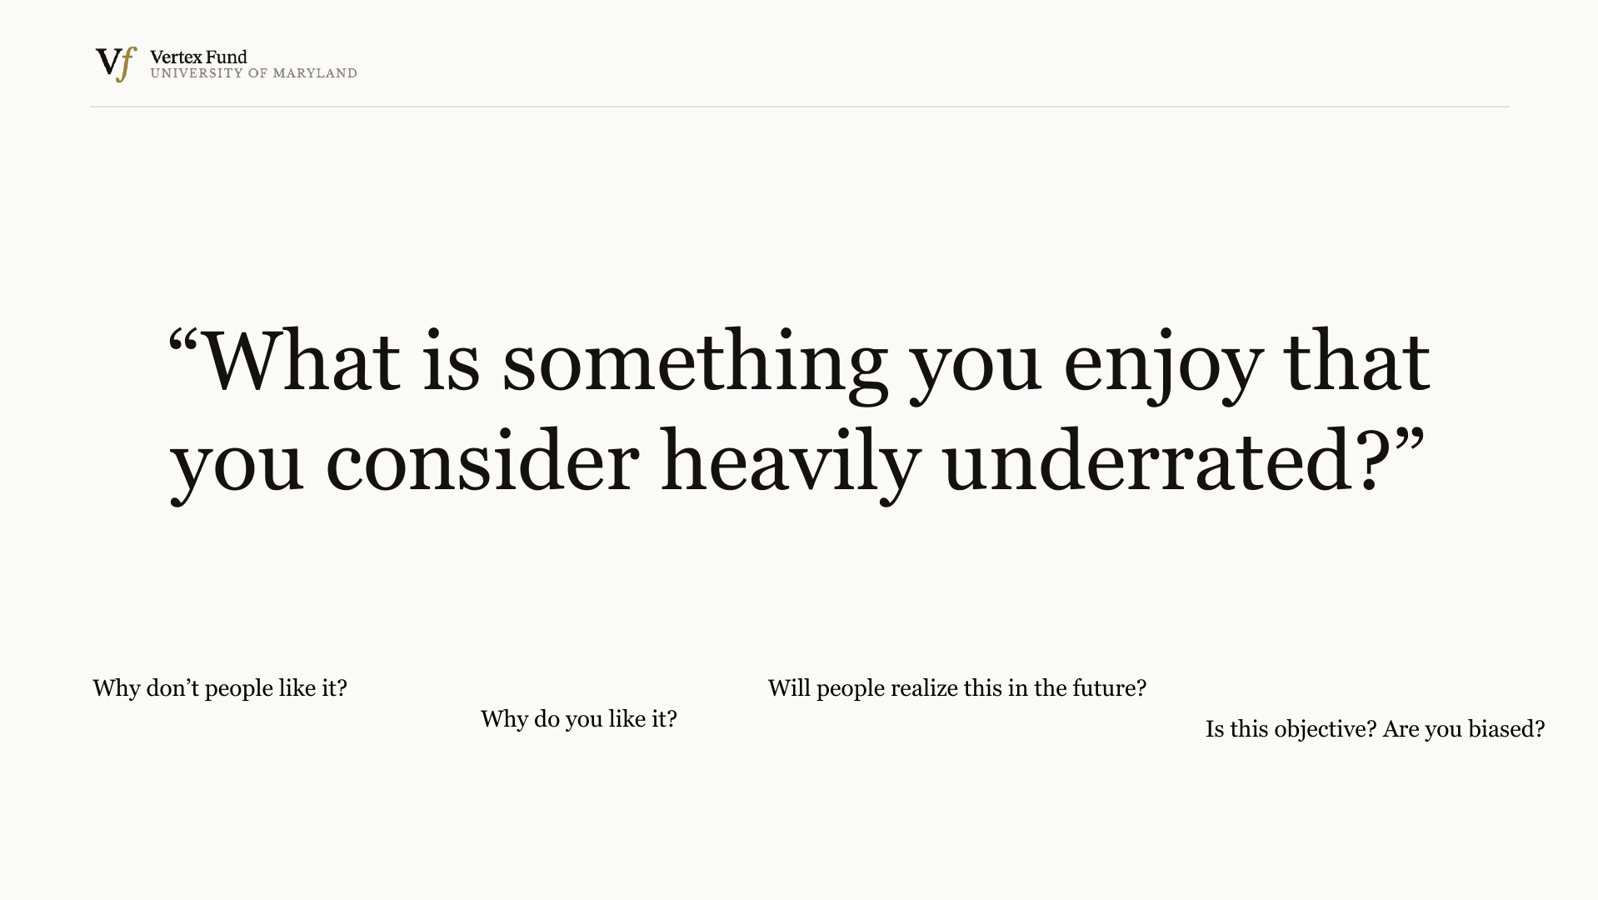 Vf
Vertex Fund
UNIVERSITY OF MARYLAND
“What is something you enjoy that
you consider heavily underrated?”
Why don’t people like it?
Why do you like it?
Will people realize this in the future?
Is this objective? Are you biased?